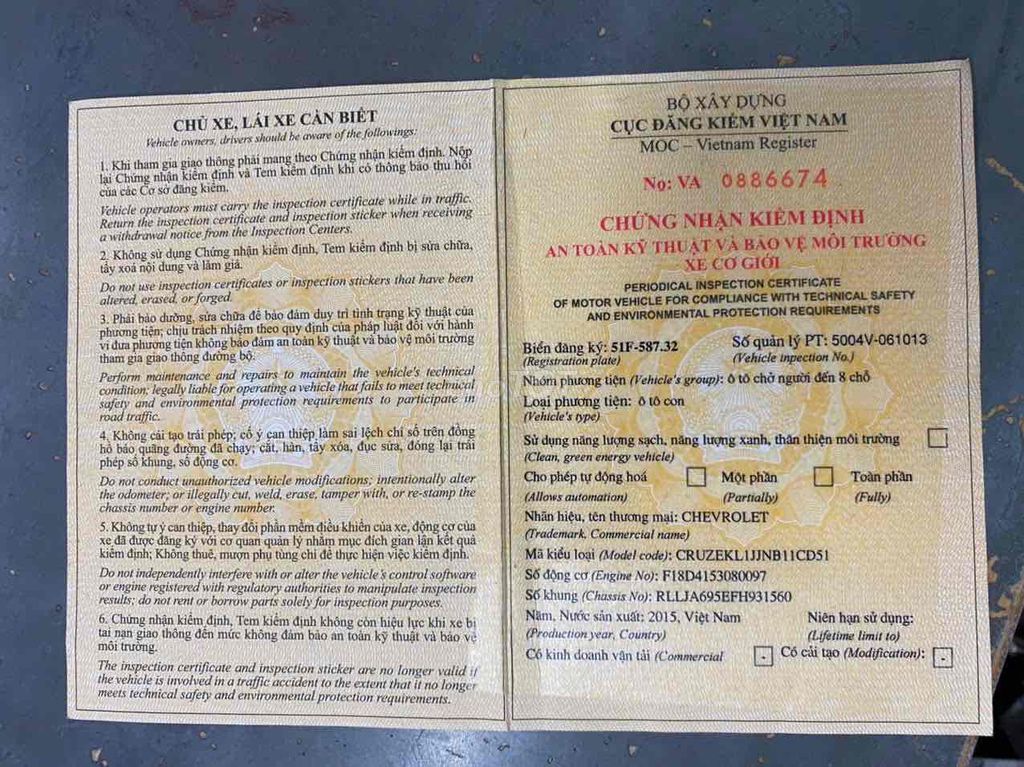 CHỦ XE, LÁI XE CẦN BIẾT
Vehicle owners, drivers should be aware of the followings:
1. Khi tham gia giao thông phải mang theo Chứng nhận kiểm định. Nộp
lại Chứng nhận kiểm định và Tem kiểm định khi có thông báo thu hồi
của các Cơ sở đăng kiểm.
Vehicle operators must carry the inspection certificate while in traffic.
Return the inspection certificate and inspection sticker when receiving
a withdrawal notice from the Inspection Centers.
2. Không sử dụng Chứng nhận kiểm định, Tem kiểm định bị sửa chữa,
tẩy xoá nội dung và làm giả.
Do not use inspection certificates or inspection stickers that have been
altered, erased, or forged.
3. Phải bảo dưỡng, sửa chữa để bảo đảm duy trì tình trạng kỹ thuật của
phương tiện; chịu trách nhiệm theo quy định của pháp luật đối với hành
vi đưa phương tiện không bảo đảm an toàn kỹ thuật và bảo vệ môi trường
tham gia giao thông đường bộ.
Perform maintenance and repairs to maintain the vehicle's technical
condition; legally liable for operating a vehicle that fails to meet technical
safety and environmental protection requirements to participate in
road traffic.
4. Không cải tạo trái phép; cố ý can thiệp làm sai lệch chỉ số trên đồng
hồ báo quãng đường đã chạy; cắt, hàn, tẩy xóa, đục sửa, đóng lại trái
phép số khung, số động cơ.
Do not conduct unauthorized vehicle modifications; intentionally alter
the odometer; or illegally cut, weld, erase, tamper with, or re-stamp the
chassis number or engine number.
5. Không tự ý can thiệp, thay đổi phần mềm điều khiển của xe, động cơ của
xe đã được đăng ký với cơ quan quản lý nhằm mục đích gian lận kết quả
kiểm định; Không thuê, mượn phụ tùng chỉ để thực hiện việc kiểm định.
Do not independently interfere with or alter the vehicle's control software
or engine registered with regulatory authorities to manipulate inspection
results; do not rent or borrow parts solely for inspection purposes.
6. Chứng nhận kiểm định, Tem kiểm định không còn hiệu lực khi xe bị
tai nạn giao thông đến mức không đảm bảo an toàn kỹ thuật và bảo vệ
môi trường.
The inspection certificate and inspection sticker are no longer valid if
the vehicle is involved in a traffic accident to the extent that it no longer
meets technical safety and environmental protection requirements.
BỘ XÂY DỰNG
CỤC ĐĂNG KIỂM VIỆT NAM
MOC – Vietnam Register
No: VA 0886674
CHỨNG NHẬN KIỂM ĐỊNH
AN TOÀN KỸ THUẬT VÀ BẢO VỆ MÔI TRƯỜNG
XE CƠ GIỚI
PERIODICAL INSPECTION CERTIFICATE
OF MOTOR VEHICLE FOR COMPLIANCE WITH TECHNICAL SAFETY
AND ENVIRONMENTAL PROTECTION REQUIREMENTS
Biển đăng ký: 51F-587.32 Số quản lý PT: 5004V-061013
(Registration plate) (Vehicle inpection No.)
Nhóm phương tiện (Vehicle's group): ô tô chở người đến 8 chỗ
Loại phương tiện: ô tô con
(Vehicle's type)
Sử dụng năng lượng sạch, năng lượng xanh, thân thiện môi trường
(Clean, green energy vehicle)
Cho phép tự động hoá Một phần Toàn phần
(Allows automation) (Partially) (Fully)
Nhãn hiệu, tên thương mại: CHEVROLET
(Trademark, Commercial name)
Mã kiểu loại (Model code): CRUZEKL1JJNB11CD51
Số động cơ (Engine No): F18D4153080097
Số khung (Chassis No): RLLJA695EFH931560
Năm, Nước sản xuất: 2015, Việt Nam Niên hạn sử dụng:
(Production year, Country) (Lifetime limit to)
Có kinh doanh vận tải (Commercial - Có cải tạo (Modification): -